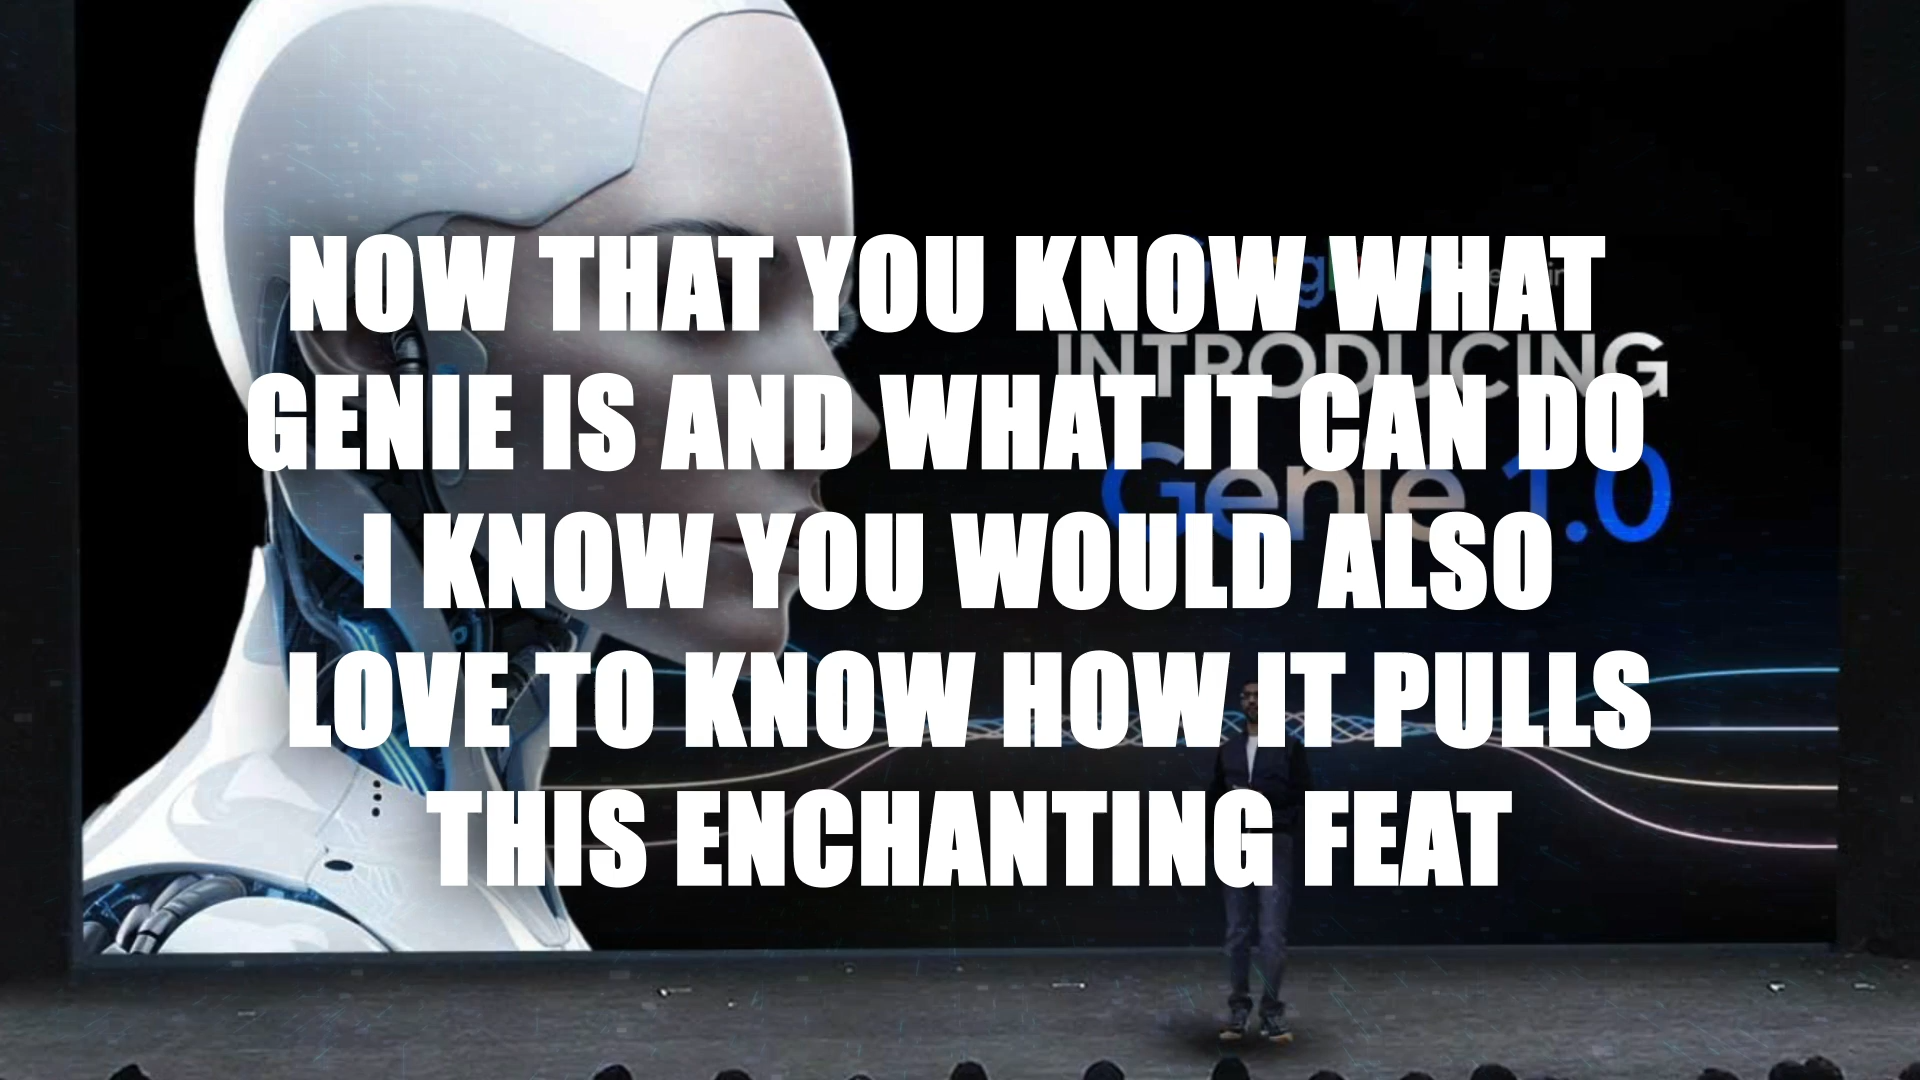 NOW THAT YOU KNOW WHAT
INTRODUCING
GENIE IS AND WHAT IT CAN DO
Genie 1.0
I KNOW YOU WOULD ALSO
LOVE TO KNOW HOW IT PULLS
THIS ENCHANTING FEAT